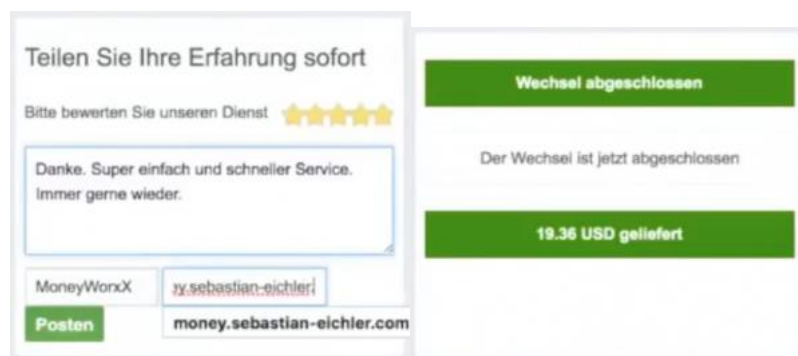 Teilen Sie Ihre Erfahrung sofort
Bitte bewerten Sie unseren Dienst
Danke. Super einfach und schneller Service.
Immer gerne wieder.
MoneyWorxX
ry.sebastian-eichler.
Posten
money.sebastian-eichler.com
Wechsel abgeschlossen
Der Wechsel ist jetzt abgeschlossen
19.36 USD geliefert